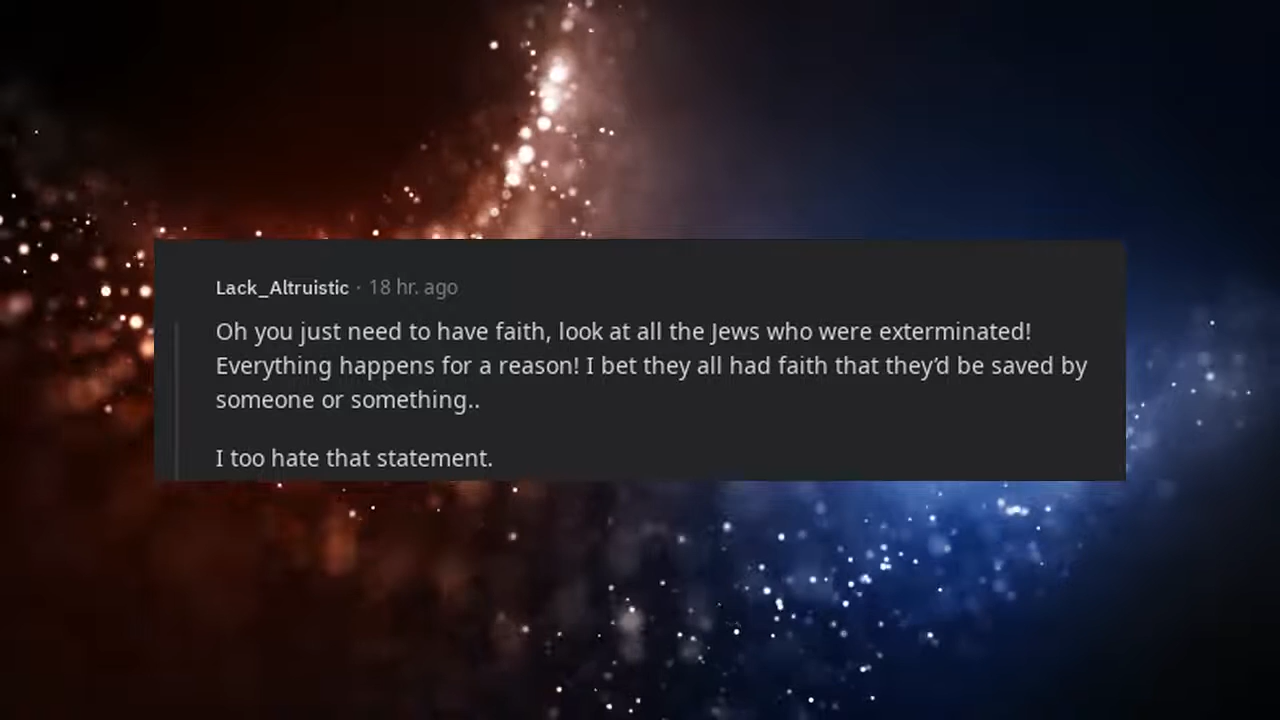 Lack_Altruistic · 18 hr. ago
Oh you just need to have faith, look at all the Jews who were exterminated!
Everything happens for a reason! I bet they all had faith that they’d be saved by
someone or something..
I too hate that statement.